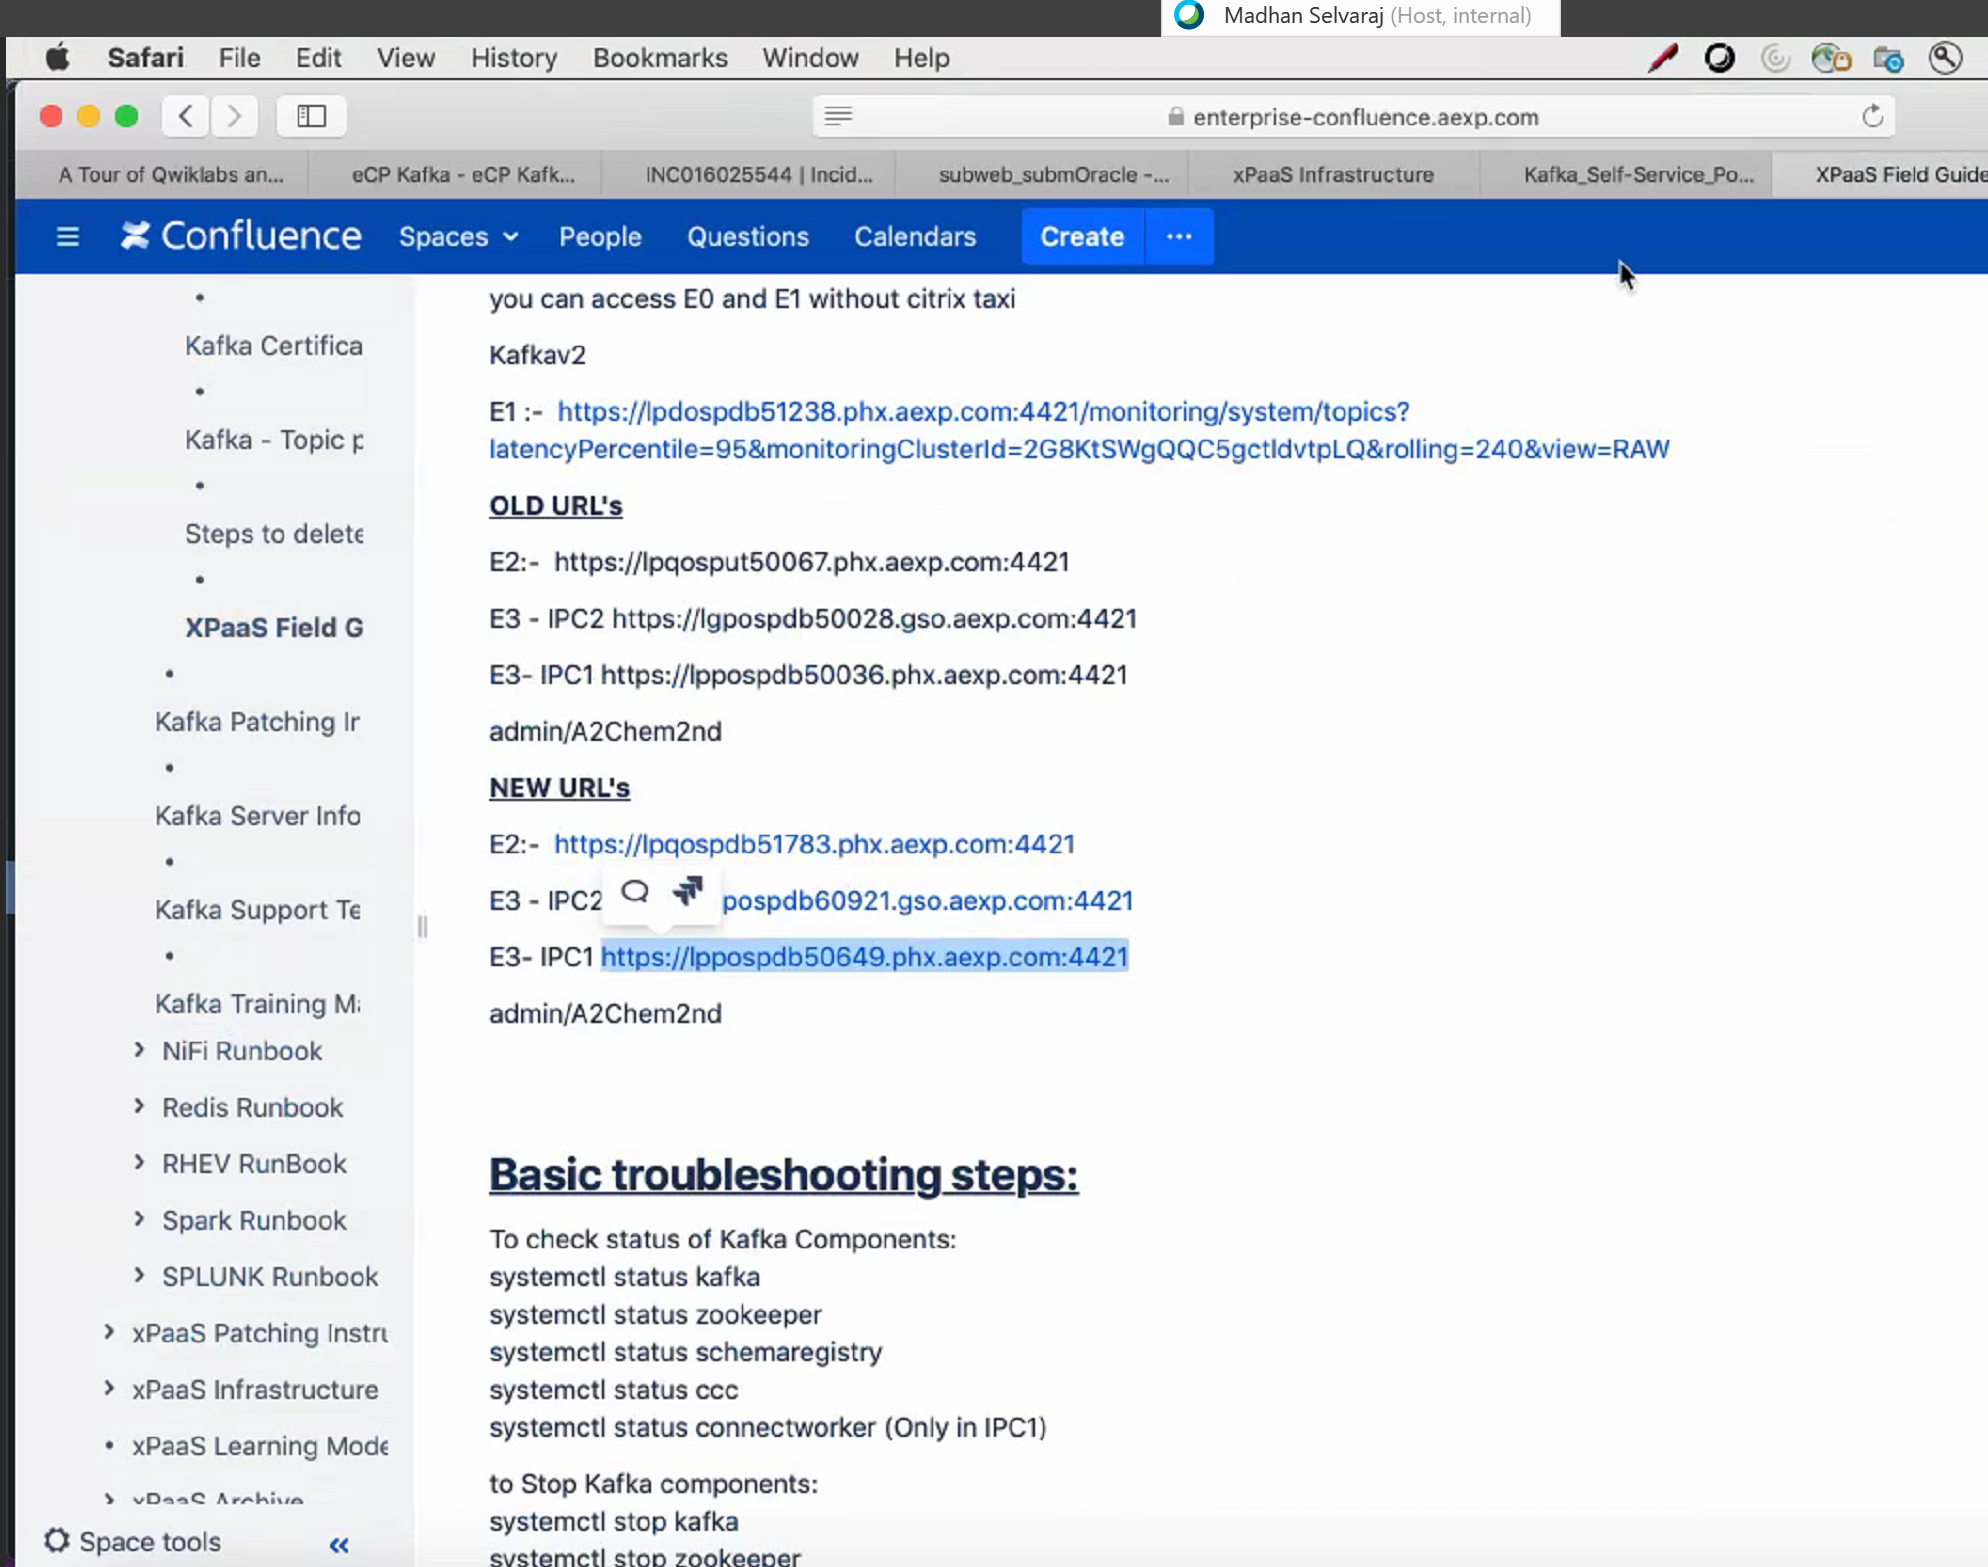 Madhan Selvaraj (Host, internal)
Safari File Edit View History Bookmarks Window Help
enterprise-confluence.aexp.com
A Tour of Qwiklabs an... eCP Kafka - eCP Kafk... INC016025544 | Incid... subweb_submOracle -... xPaaS Infrastructure Kafka_Self-Service_Po... XPaaS Field Guide
Confluence Spaces People Questions Calendars Create ...
Kafka Certifica
Kafka - Topic p
Steps to delete
XPaaS Field G
Kafka Patching Ir
Kafka Server Info
Kafka Support Te
Kafka Training Ma
NiFi Runbook
Redis Runbook
RHEV RunBook
Spark Runbook
SPLUNK Runbook
xPaaS Patching Instru
xPaaS Infrastructure
xPaaS Learning Mode
xPaaS Archive
Space tools
you can access E0 and E1 without citrix taxi
Kafkav2
E1 :- https://lpdospdb51238.phx.aexp.com:4421/monitoring/system/topics?
latencyPercentile=95&monitoringClusterId=2G8KtSWgQQC5gctldvtpLQ&rolling=240&view=RAW
OLD URL's
E2:- https://lpqosput50067.phx.aexp.com:4421
E3 - IPC2 https://lgpospdb50028.gso.aexp.com:4421
E3- IPC1 https://lppospdb50036.phx.aexp.com:4421
admin/A2Chem2nd
NEW URL's
E2:- https://lpqospdb51783.phx.aexp.com:4421
E3 - IPC2 pospdb60921.gso.aexp.com:4421
E3- IPC1 https://lppospdb50649.phx.aexp.com:4421
admin/A2Chem2nd
Basic troubleshooting steps:
To check status of Kafka Components:
systemctl status kafka
systemctl status zookeeper
systemctl status schemaregistry
systemctl status ccc
systemctl status connectworker (Only in IPC1)
to Stop Kafka components:
systemctl stop kafka
systemctl stop zookeeper